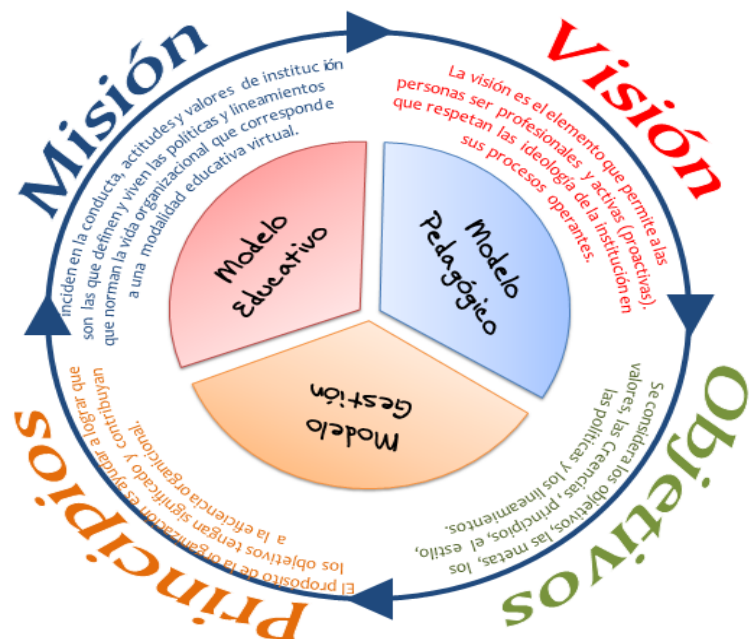 Misión
inciden en la conducta, actitudes y valores de institución
son las que definen y viven las políticas y lineamientos
que norman la vida organizacional que corresponde
a una modalidad educativa virtual.
Visión
La visión es el elemento que permite a las
personas ser profesionales y activas (proactivas).
que respetan las ideología de la institución en
sus procesos operantes.
Objetivos
Se considera los objetivos, las metas, los
valores, las Creencias, principios, el estilo,
las políticas y los lineamientos.
Principios
El propósito de la organización es ayudar a lograr que
los objetivos tengan significado y contribuyan
a la eficiencia organicional.
Modelo
Educativo
Modelo
Pedagógico
Modelo
Gestión